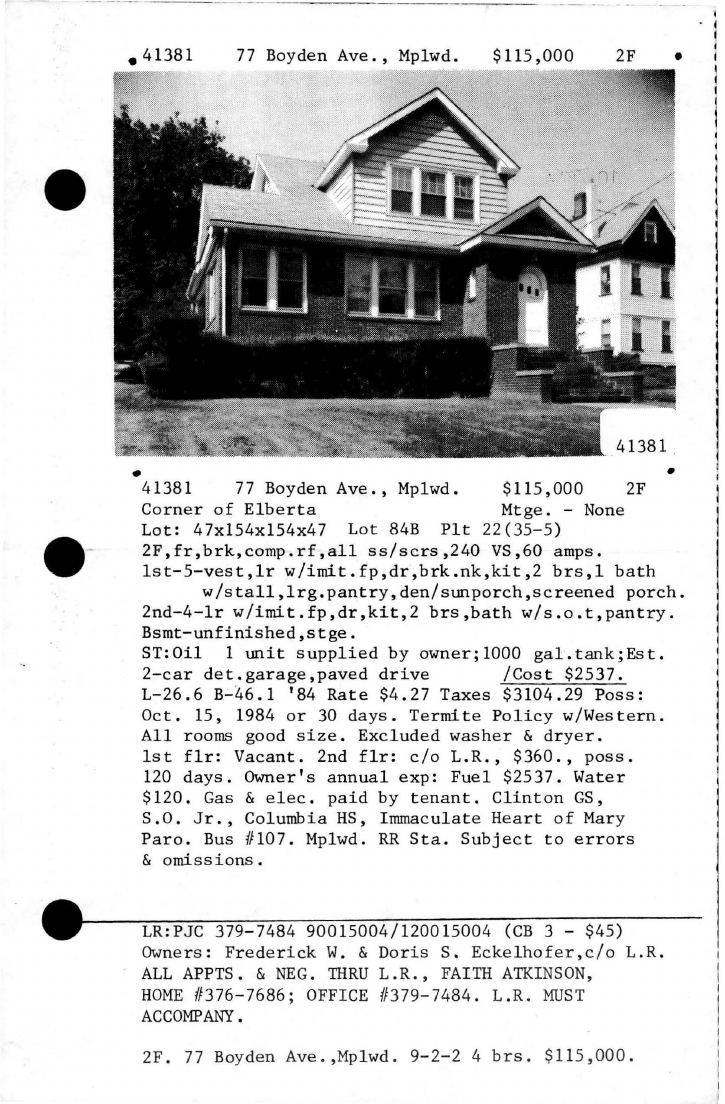 41381 77 Boyden Ave., Mplwd. $115,000 2F
41381
41381 77 Boyden Ave., Mplwd. $115,000 2F
Corner of Elberta Mtge. - None
Lot: 47x154x154x47 Lot 84B Plt 22(35-5)
2F,fr,brk,comp.rf,all ss/scrs,240 VS,60 amps.
1st-5-vest,lr w/imit.fp,dr,brk.nk,kit,2 brs,1 bath
w/stall,lrg.pantry,den/sunporch,screened porch.
2nd-4-lr w/imit.fp,dr,kit,2 brs,bath w/s.o.t,pantry.
Bsmt-unfinished,stge.
ST:Oil 1 unit supplied by owner;1000 gal.tank;Est.
2-car det.garage,paved drive /Cost $2537.
L-26.6 B-46.1 '84 Rate $4.27 Taxes $3104.29 Poss:
Oct. 15, 1984 or 30 days. Termite Policy w/Western.
All rooms good size. Excluded washer & dryer.
1st flr: Vacant. 2nd flr: c/o L.R., $360., poss.
120 days. Owner's annual exp: Fuel $2537. Water
$120. Gas & elec. paid by tenant. Clinton GS,
S.O. Jr., Columbia HS, Immaculate Heart of Mary
Paro. Bus #107. Mplwd. RR Sta. Subject to errors
& omissions.
LR:PJC 379-7484 90015004/120015004 (CB 3 - $45)
Owners: Frederick W. & Doris S. Eckelhofer,c/o L.R.
ALL APPTS. & NEG. THRU L.R., FAITH ATKINSON,
HOME #376-7686; OFFICE #379-7484. L.R. MUST
ACCOMPANY.
2F. 77 Boyden Ave.,Mplwd. 9-2-2 4 brs. $115,000.